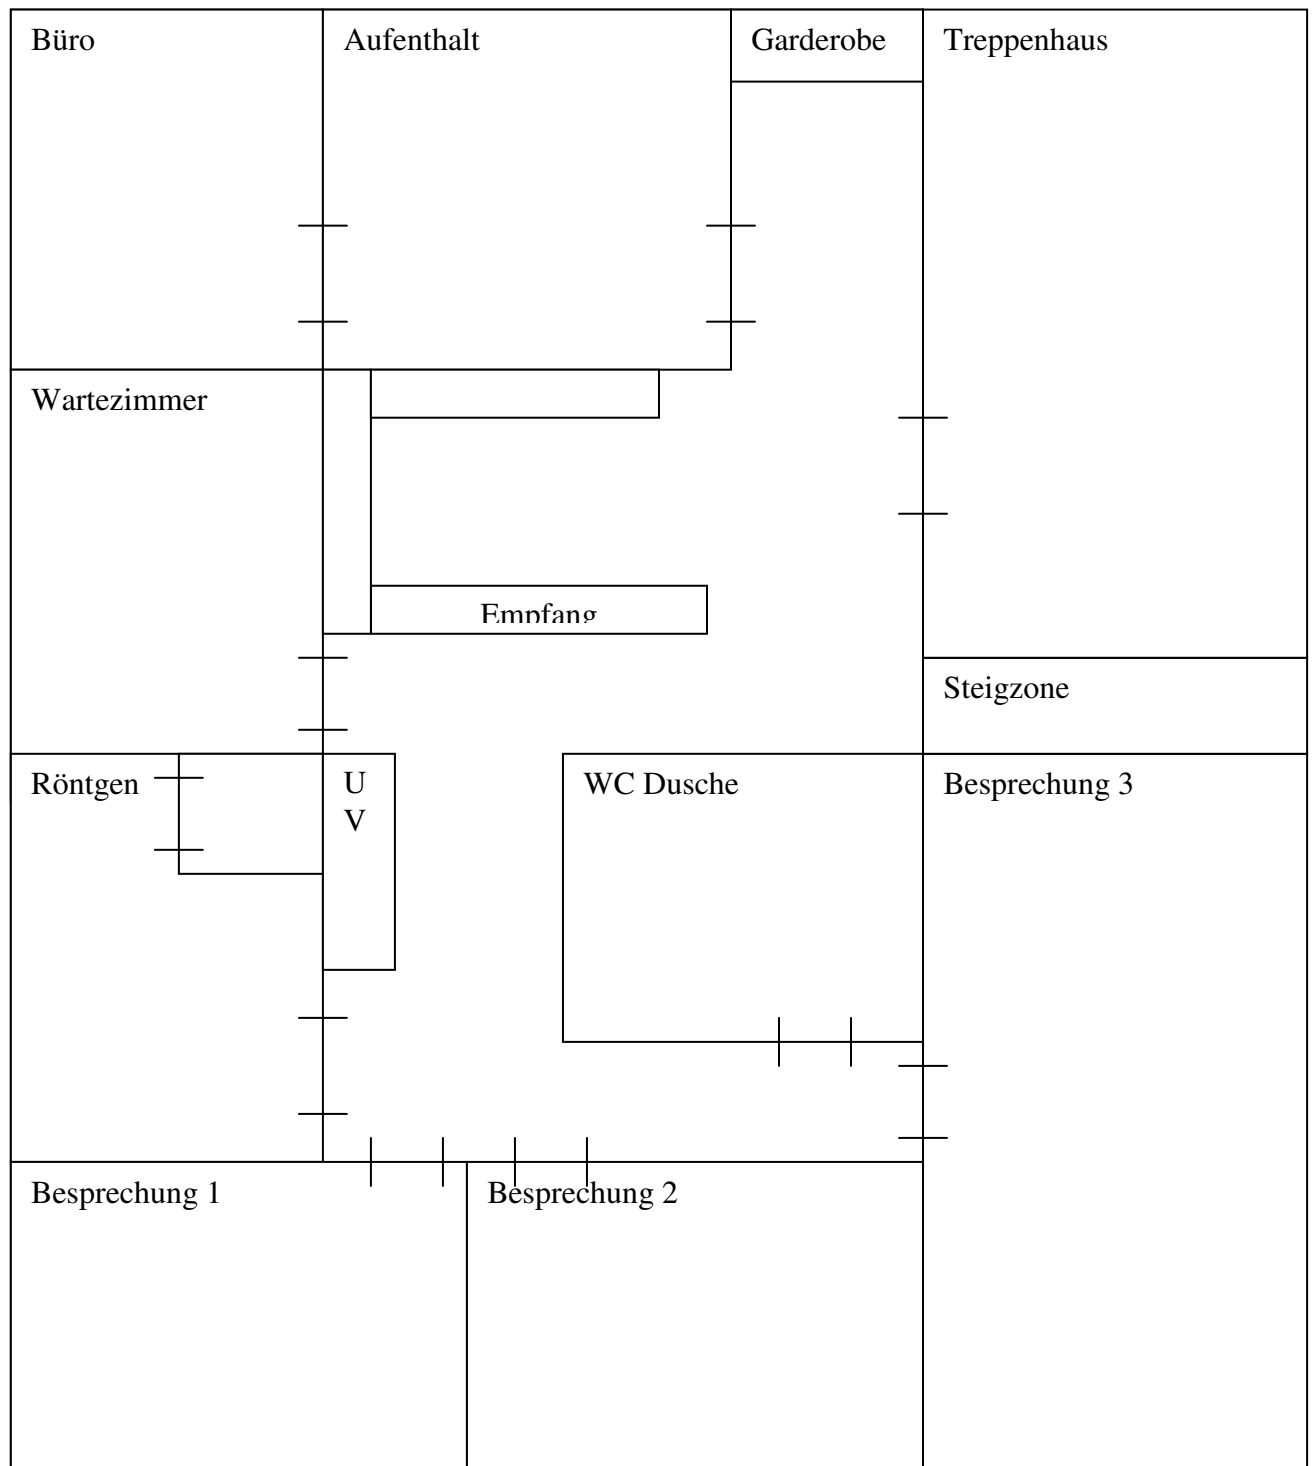 Büro
Aufenthalt
Garderobe
Treppenhaus
Wartezimmer
Empfang
Steigzone
Röntgen
U
V
WC Dusche
Besprechung 3
Besprechung 1
Besprechung 2